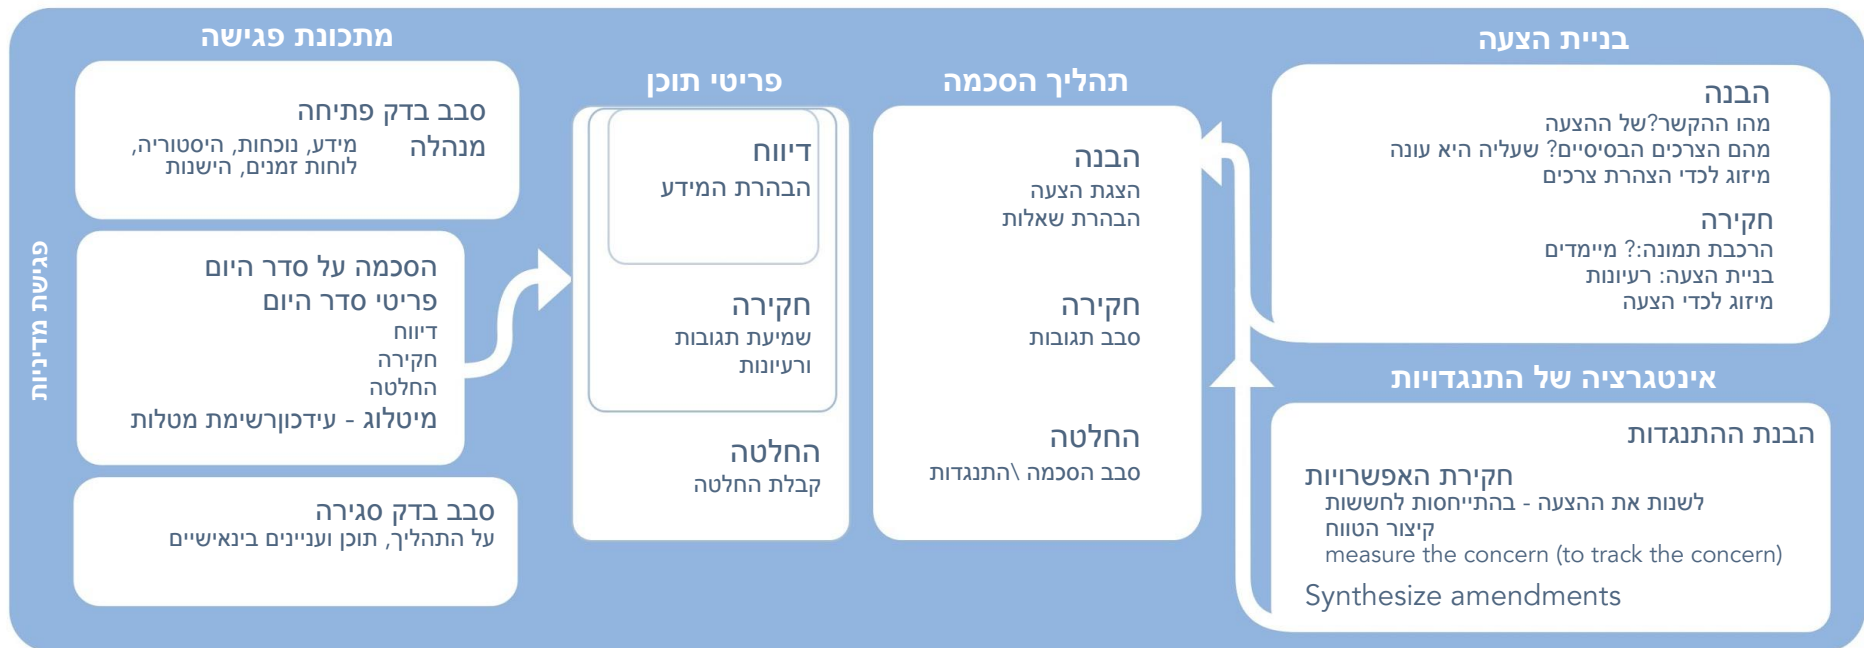 פגישת מדיניות
מתכונת פגישה
סבב בדק פתיחה
מנהלה
מידע, נוכחות, היסטוריה,
לוחות זמנים, הישנות
הסכמה על סדר היום
פריטי סדר היום
דיווח
חקירה
החלטה
מיטלוג - עידכוןרשימת מטלות
סבב בדק סגירה
על התהליך, תוכן ועניינים בינאישיים
פריטי תוכן
דיווח
הבהרת המידע
חקירה
שמיעת תגובות
ורעיונות
החלטה
קבלת החלטה
תהליך הסכמה
הבנה
הצגת הצעה
הבהרת שאלות
חקירה
סבב תגובות
החלטה
סבב הסכמה \התנגדות
בניית הצעה
הבנה
מהו ההקשר?של ההצעה
מהם הצרכים הבסיסיים? שעליה היא עונה
מיזוג לכדי הצהרת צרכים
חקירה
הרכבת תמונה:? מיימדים
בניית הצעה: רעיונות
מיזוג לכדי הצעה
אינטגרציה של התנגדויות
הבנת ההתנגדות
חקירת האפשרויות
לשנות את ההצעה - בהתייחסות לחששות
קיצור הטווח
measure the concern (to track the concern)
Synthesize amendments